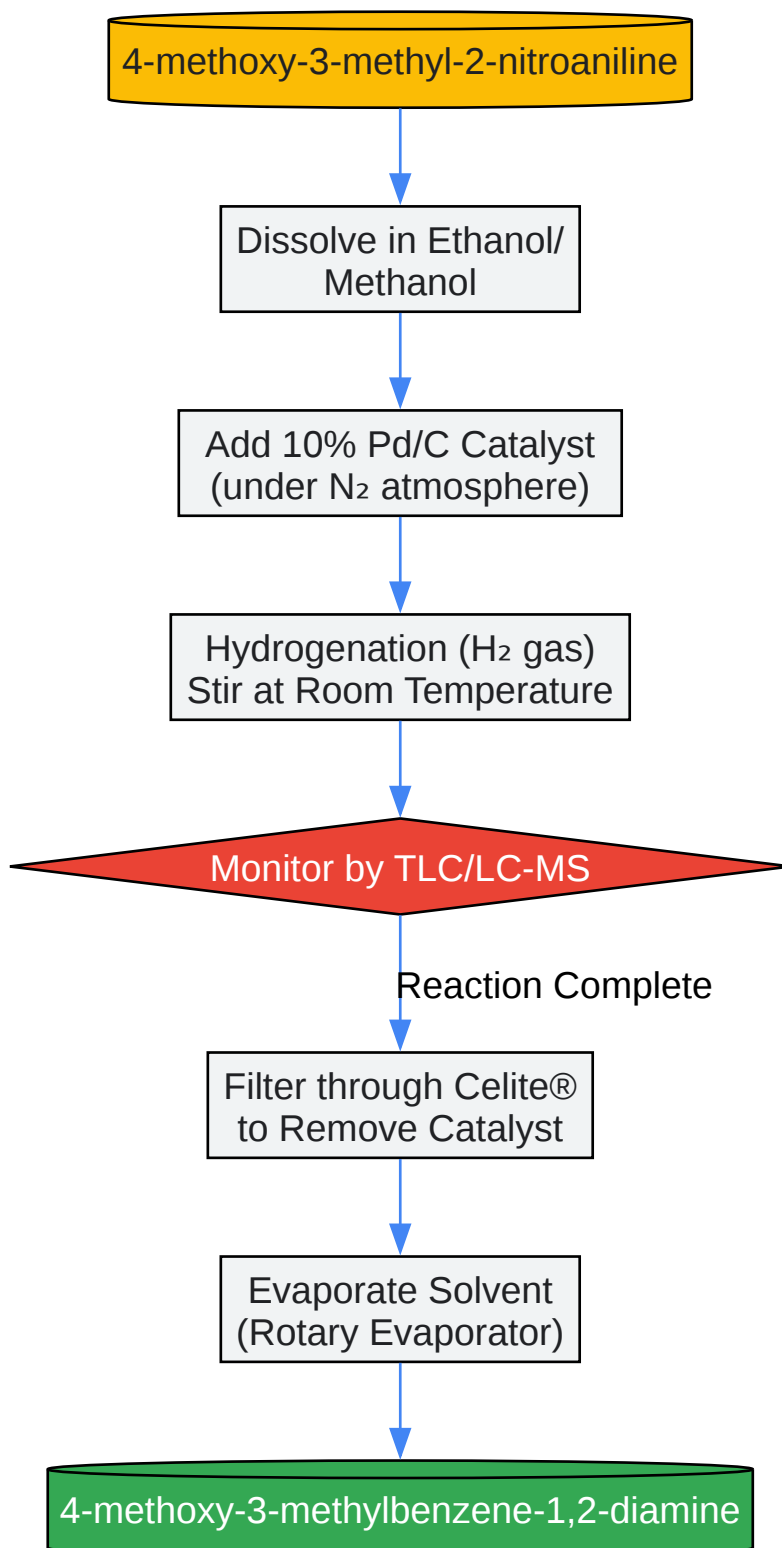 4-methoxy-3-methyl-2-nitroaniline
Dissolve in Ethanol/
Methanol
Add 10% Pd/C Catalyst
(under N₂ atmosphere)
Hydrogenation (H₂ gas)
Stir at Room Temperature
Monitor by TLC/LC-MS
Reaction Complete
Filter through Celite®
to Remove Catalyst
Evaporate Solvent
(Rotary Evaporator)
4-methoxy-3-methylbenzene-1,2-diamine